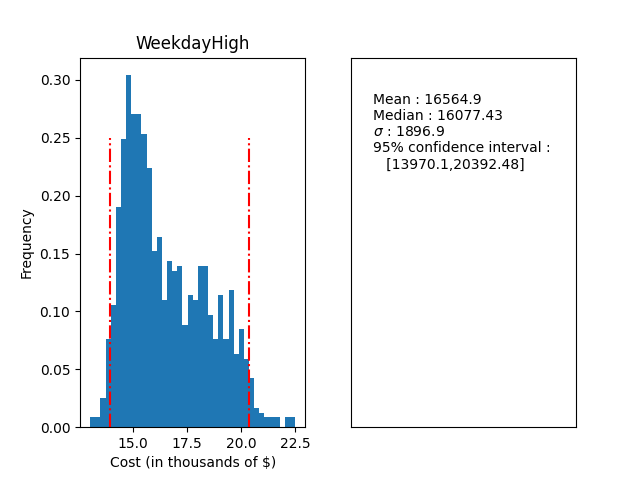 WeekdayHigh
0.30
0.25
0.20
0.15
0.10
0.05
0.00
Frequency
15.0 17.5 20.0 22.5
Cost (in thousands of $)
Mean : 16564.9
Median : 16077.43
σ : 1896.9
95% confidence interval :
[13970.1,20392.48]